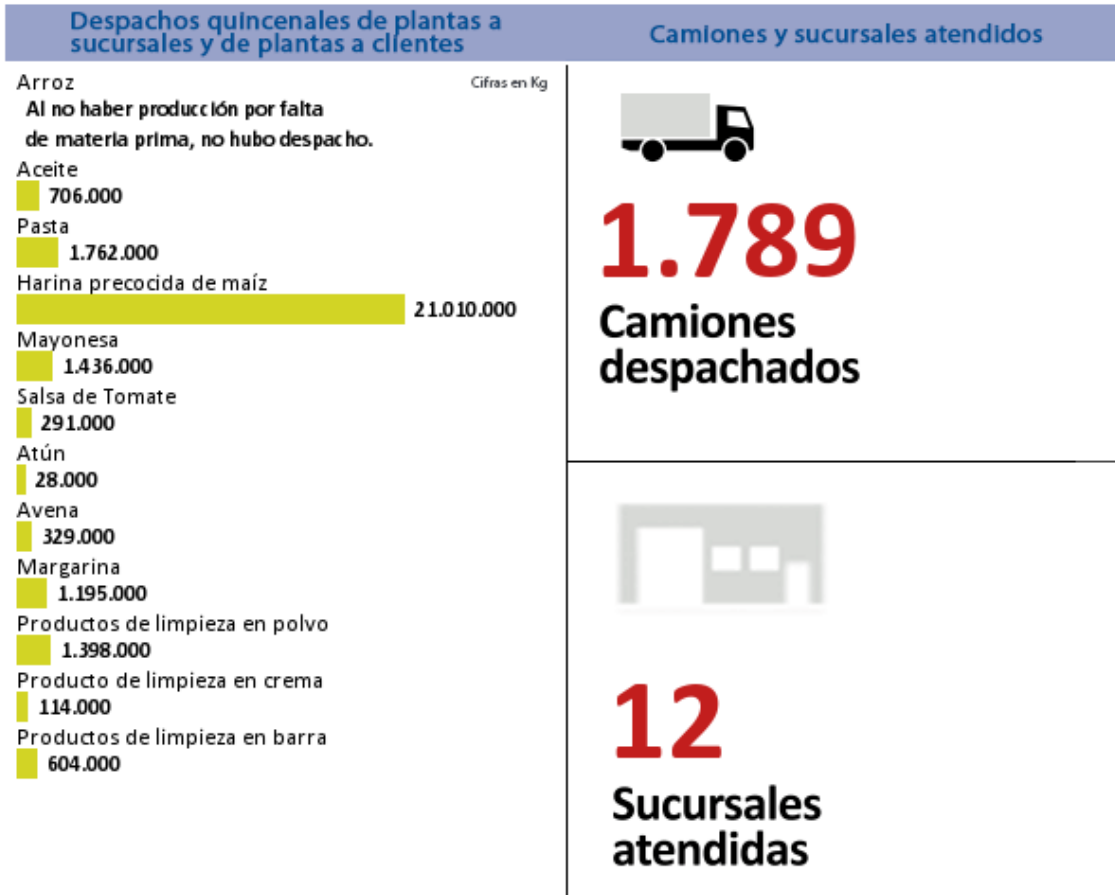 Despachos quincenales de plantas a
sucursales y de plantas a clientes
Arroz
Cifras en Kg
Al no haber producción por falta
de materia prima, no hubo despacho.
Aceite
706.000
Pasta
1.762.000
Harina precocida de maíz
21.010.000
Mayonesa
1.436.000
Salsa de Tomate
291.000
Atún
28.000
Avena
329.000
Margarina
1.195.000
Productos de limpieza en polvo
1.398.000
Producto de limpieza en crema
114.000
Productos de limpieza en barra
604.000
Camiones y sucursales atendidos
1.789
Camiones
despachados
12
Sucursales
atendidas